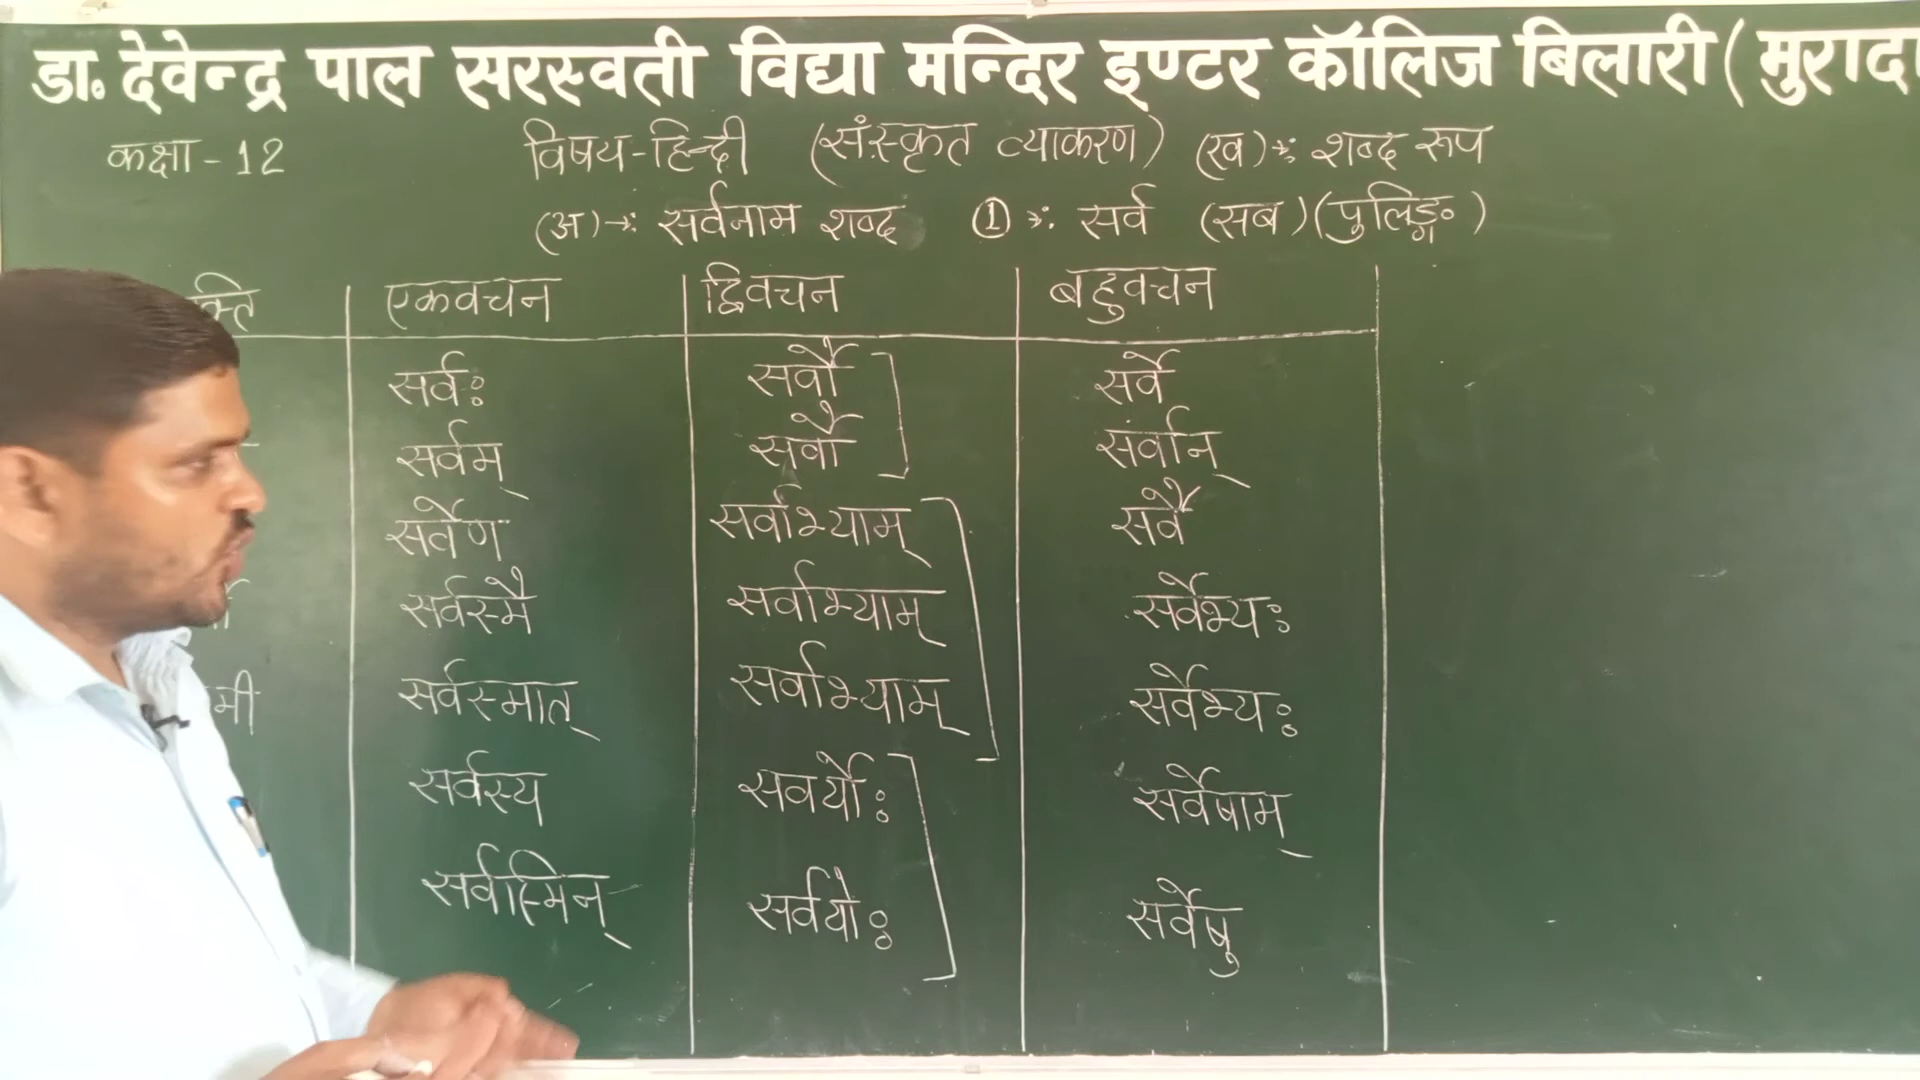 डा. देवेन्द्र पाल सरस्वती विद्या मन्दिर इण्टर कॉलिज बिलारी (मुरादा
कक्षा - 12 विषय-हिन्दी (संस्कृत व्याकरण) (ख)→: शब्द रूप
(अ)→: सर्वनाम शब्द ①→: सर्व (सब) (पुलिङ्ग)
क्ति एकवचन द्विवचन बहुवचन
सर्वः सर्वौ सर्वे
सर्वम् सर्वौ सर्वान्
सर्वेण सर्वाभ्याम् सर्वै
सर्वस्मै सर्वाभ्याम् सर्वेभ्यः
मी सर्वस्मात् सर्वाभ्याम् सर्वेभ्यः
सर्वस्य सवर्योः सर्वेषाम्
सर्वस्मिन् सर्वयोः सर्वेषु